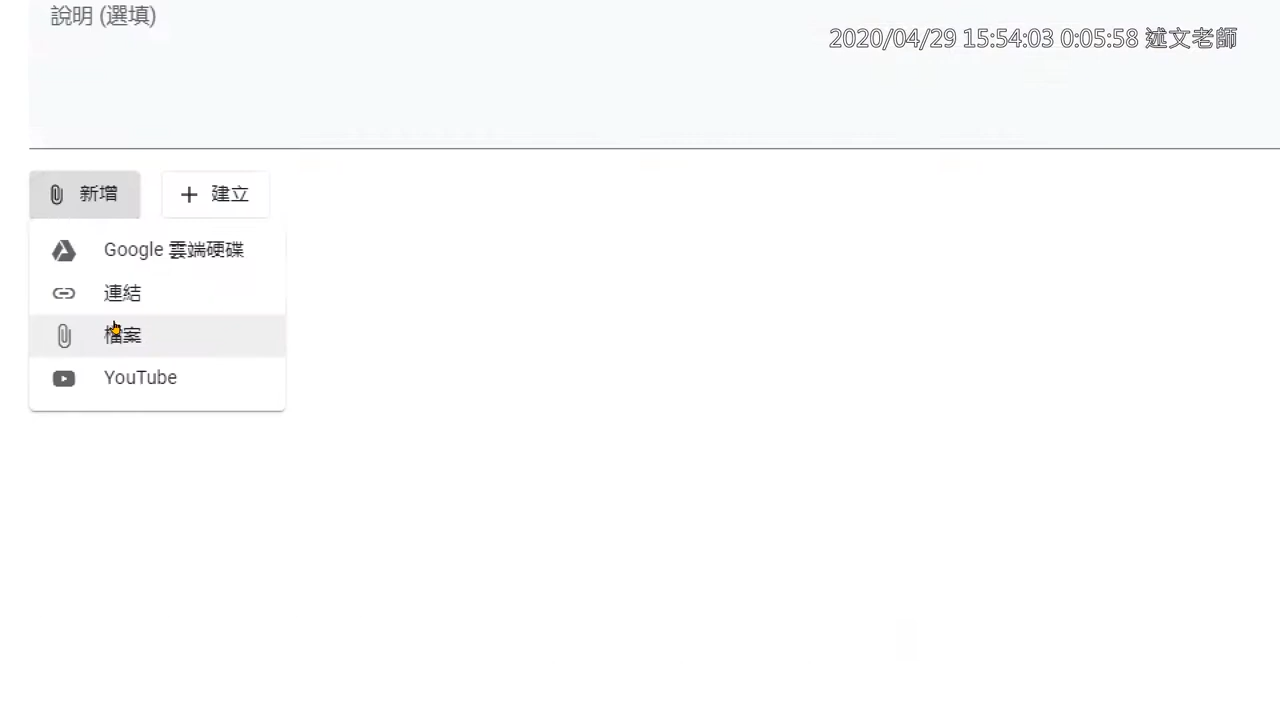 說明 (選填)
2020/04/29 15:54:03 0:05:58 述文老師
新增
建立
Google 雲端硬碟
連結
檔案
YouTube